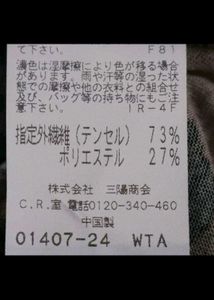 て下さい。 F81
濃色は湿摩擦により色が移る場合
があります。雨や汗等の湿った状
態での摩擦や他の衣料との組合せ
及び、バッグ等の持ち物にもご注
意下さい。 1R-4F
指定外繊維(テンセル) 73%
ポリエステル 27%
株式会社 三陽商会
C.R.室 電話0120-340-460
中国製
01407-24 WTA